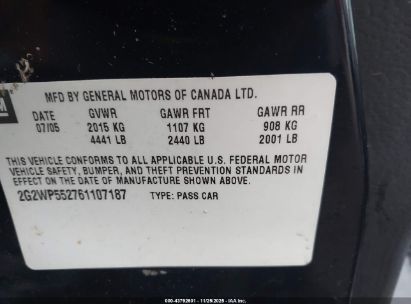 GM
MFD BY GENERAL MOTORS OF CANADA LTD.
DATE GVWR GAWR FRT GAWR RR
07/05 2015 KG 1107 KG 908 KG
4441 LB 2440 LB 2001 LB
THIS VEHICLE CONFORMS TO ALL APPLICABLE U.S. FEDERAL MOTOR
VEHICLE SAFETY, BUMPER, AND THEFT PREVENTION STANDARDS IN
EFFECT ON THE DATE OF MANUFACTURE SHOWN ABOVE.
2G2WP552761107187 TYPE: PASS CAR